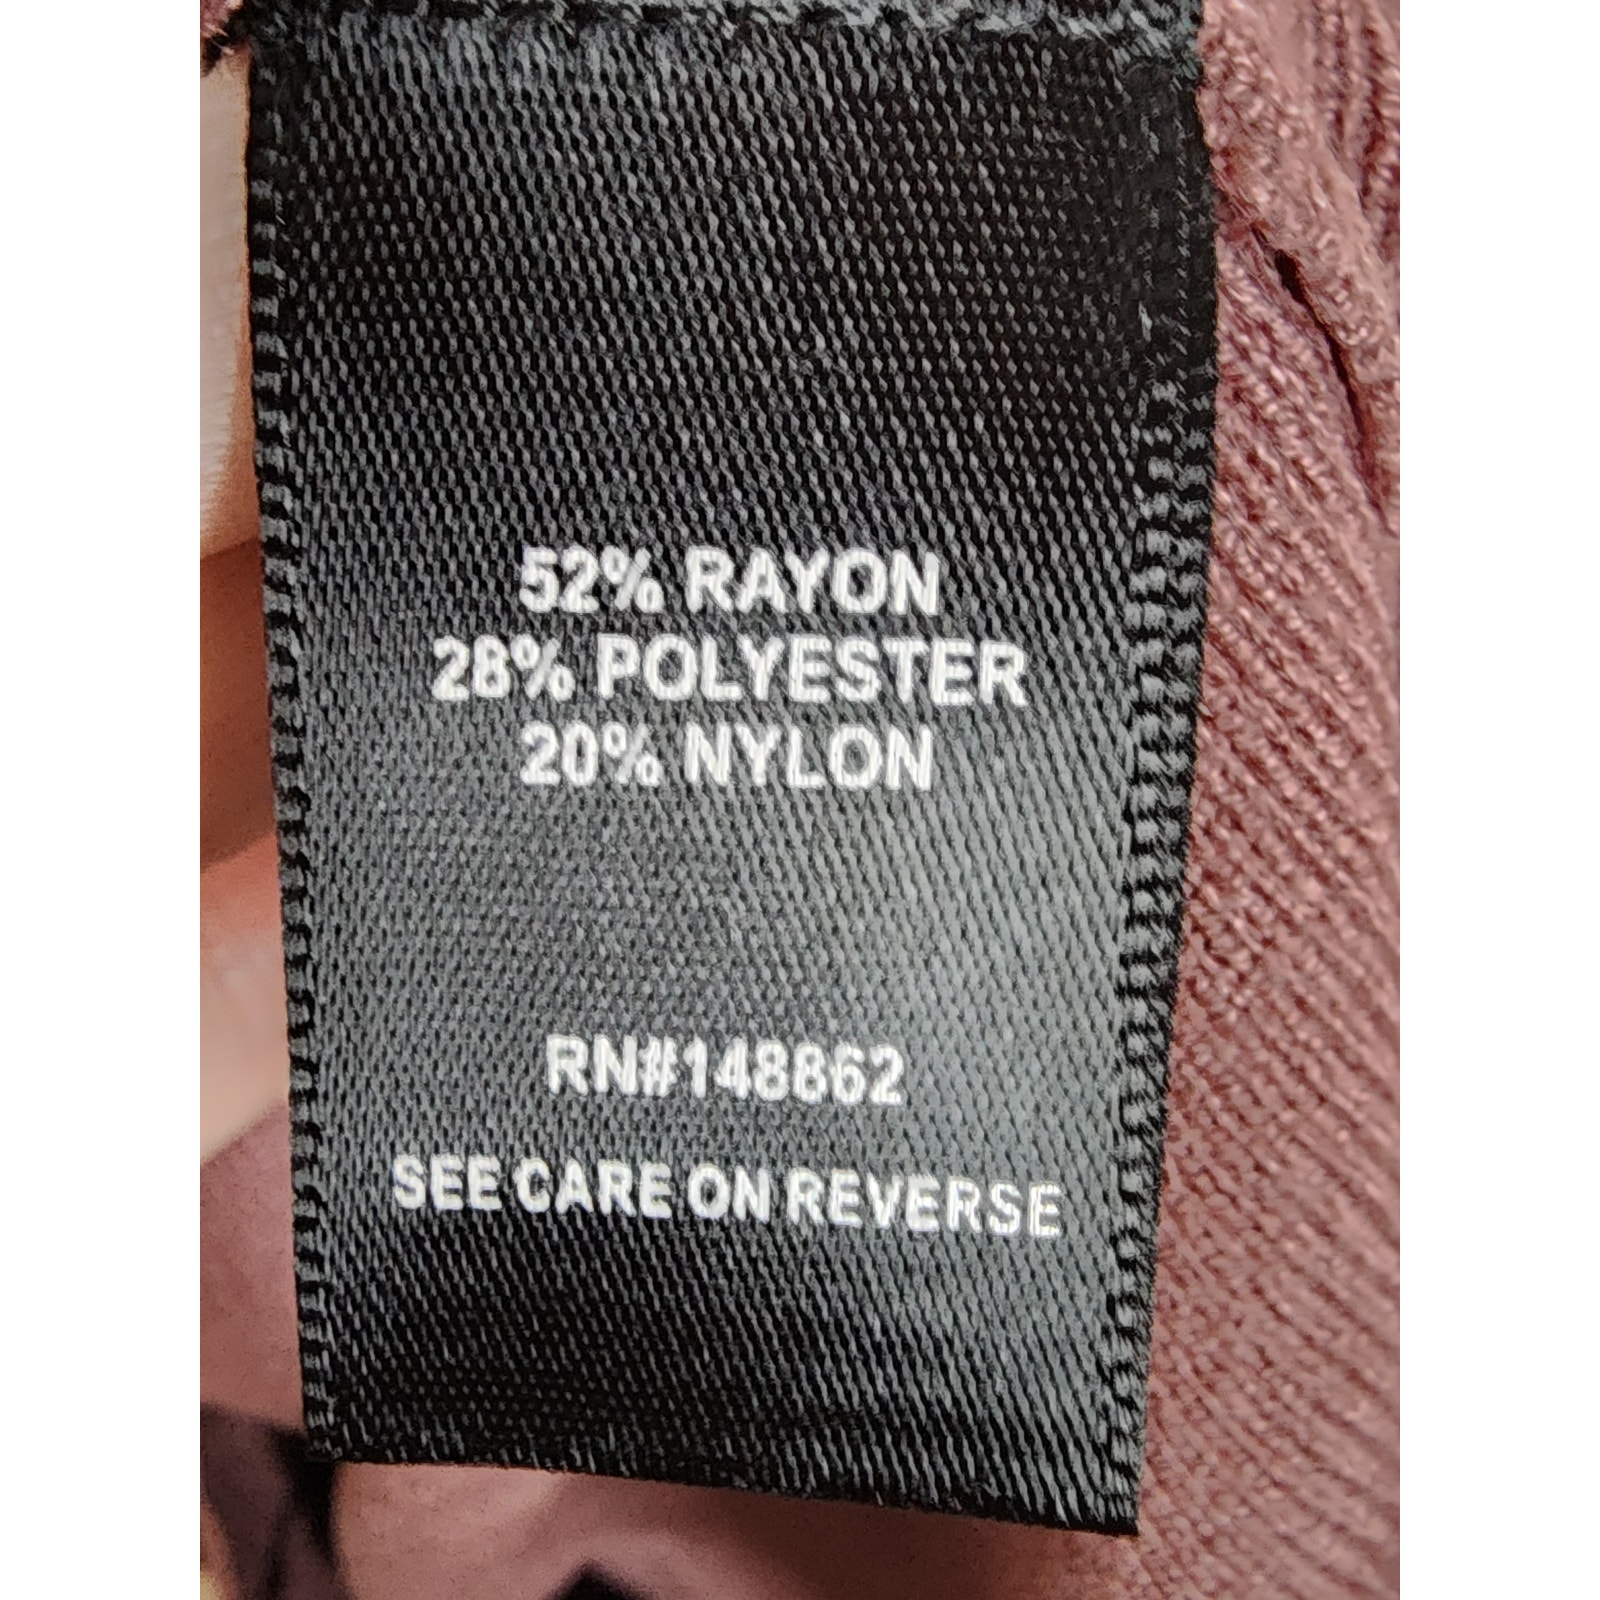 52% RAYON
28% POLYESTER
20% NYLON
RN#148862
SEE CARE ON REVERSE